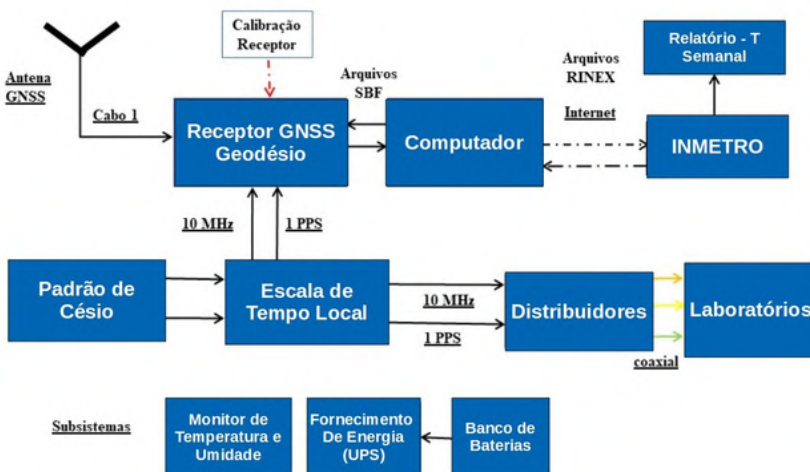 Calibração
Receptor
Relatório - T
Semanal
Antena
GNSS
Arquivos
SBF
Arquivos
RINEX
Cabo 1
Internet
Receptor GNSS
Geodésio
Computador
INMETRO
10 MHz
1 PPS
Padrão de
Césio
Escala de
Tempo Local
10 MHz
1 PPS
Distribuidores
Laboratórios
coaxial
Subsistemas
Monitor de
Temperatura e
Umidade
Fornecimento
De Energia
(UPS)
Banco de
Baterias